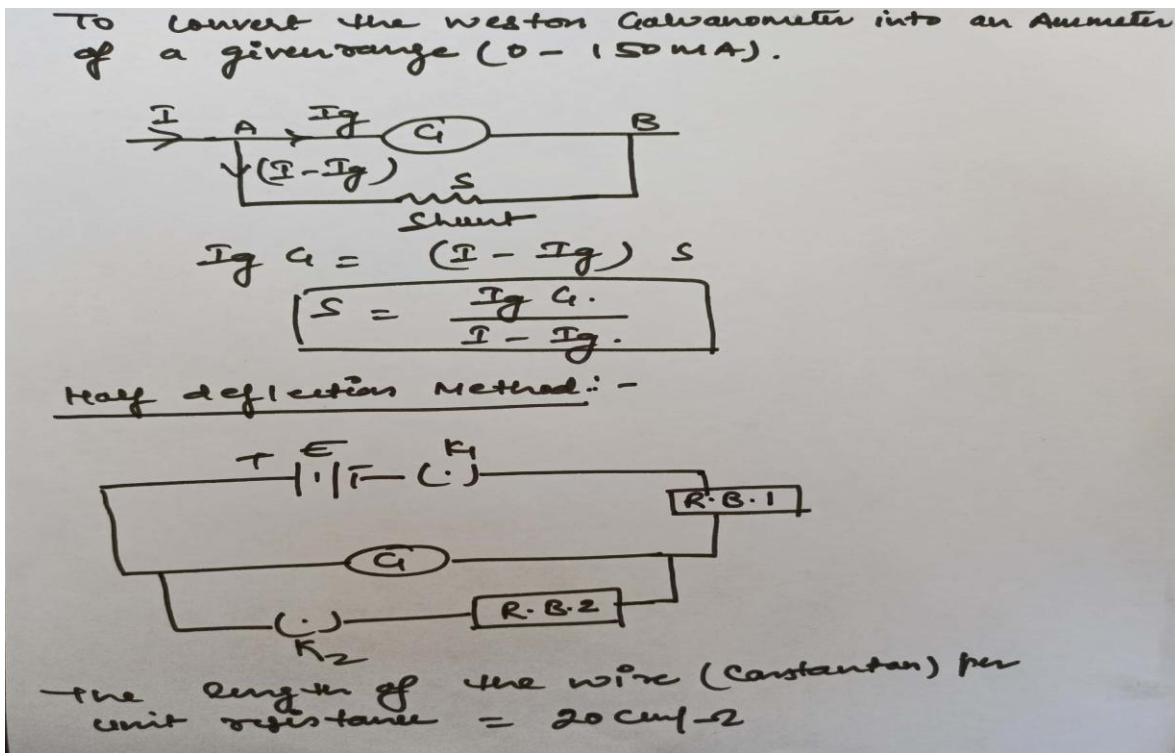 To convert the weston Galvanometer into an Ammeter
of a given range (0 - 150 mA).
I A Ig G B
(I - Ig) S
Shunt
Ig G = (I - Ig) S
S = Ig G. / I - Ig.
Half deflection Method: -
+ E - K1
R.B.1
G
R.B.2
K2
The length of the wire (Constantan) per
unit resistance = 20 cm/Ω